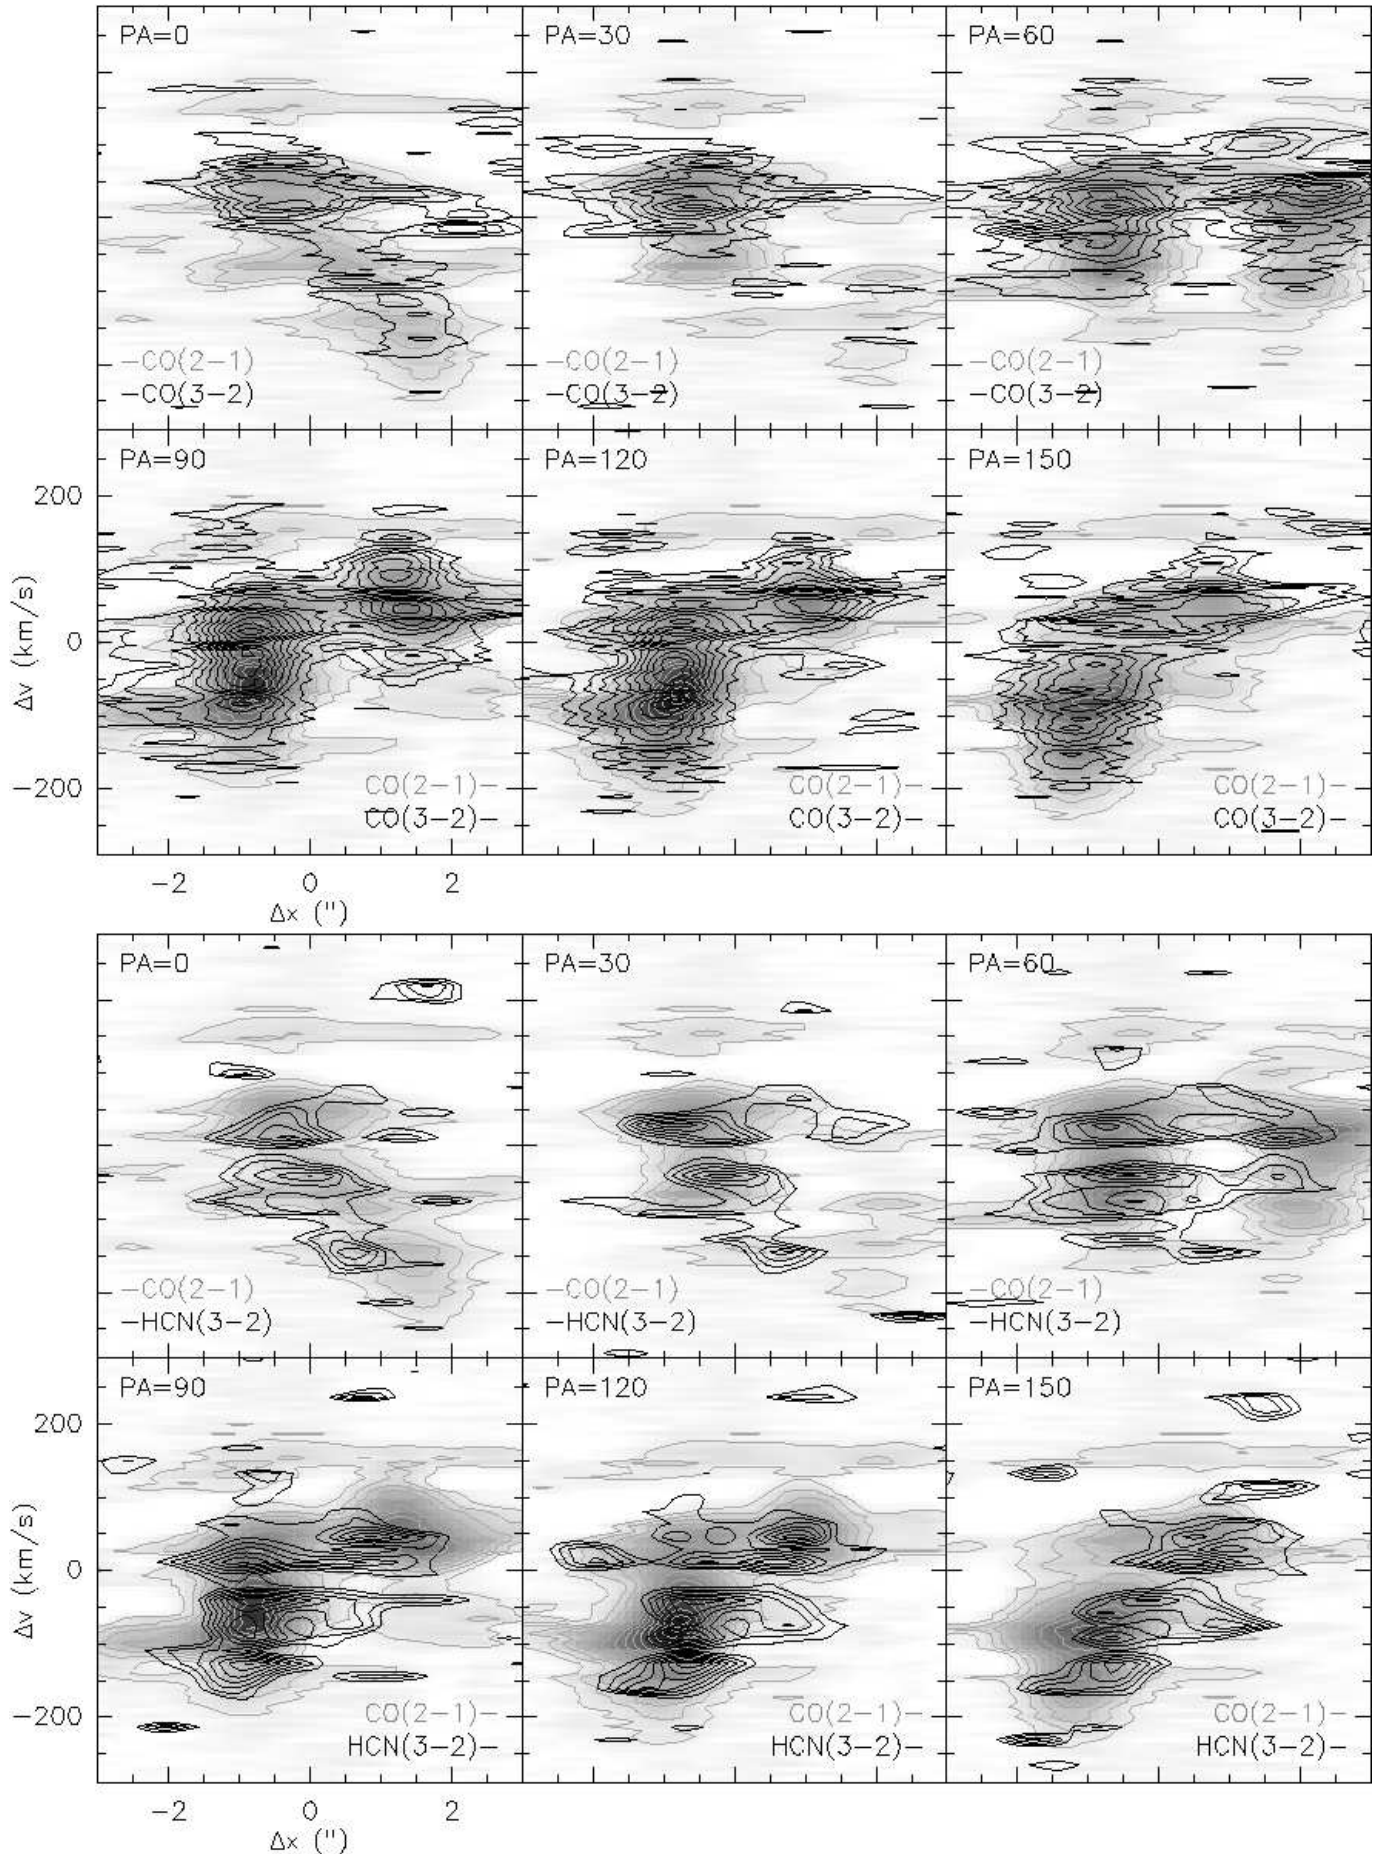 PA=0 PA=30 PA=60
-CO(2-1) -CO(2-1) -CO(2-1)
-CO(3-2) -CO(3-2) -CO(3-2)
PA=90 PA=120 PA=150
200
0
Δv (km/s)
-200
CO(2-1)- CO(2-1)- CO(2-1)-
CO(3-2)- CO(3-2)- CO(3-2)-
-2 0 2
Δx (")
PA=0 PA=30 PA=60
-CO(2-1) -CO(2-1) -CO(2-1)
-HCN(3-2) -HCN(3-2) -HCN(3-2)
PA=90 PA=120 PA=150
200
0
Δv (km/s)
-200
CO(2-1)- CO(2-1)- CO(2-1)-
HCN(3-2)- HCN(3-2)- HCN(3-2)-
-2 0 2
Δx (")